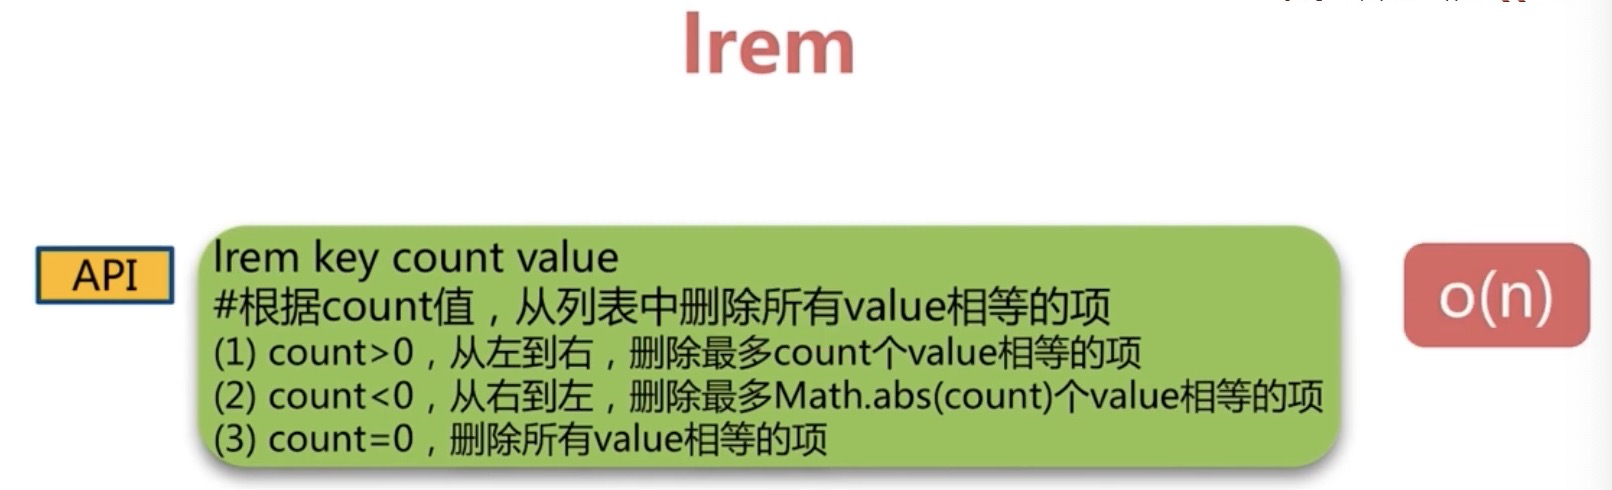 lrem
API
lrem key count value
#根据count值，从列表中删除所有value相等的项
(1) count>0，从左到右，删除最多count个value相等的项
(2) count<0，从右到左，删除最多Math.abs(count)个value相等的项
(3) count=0，删除所有value相等的项
o(n)